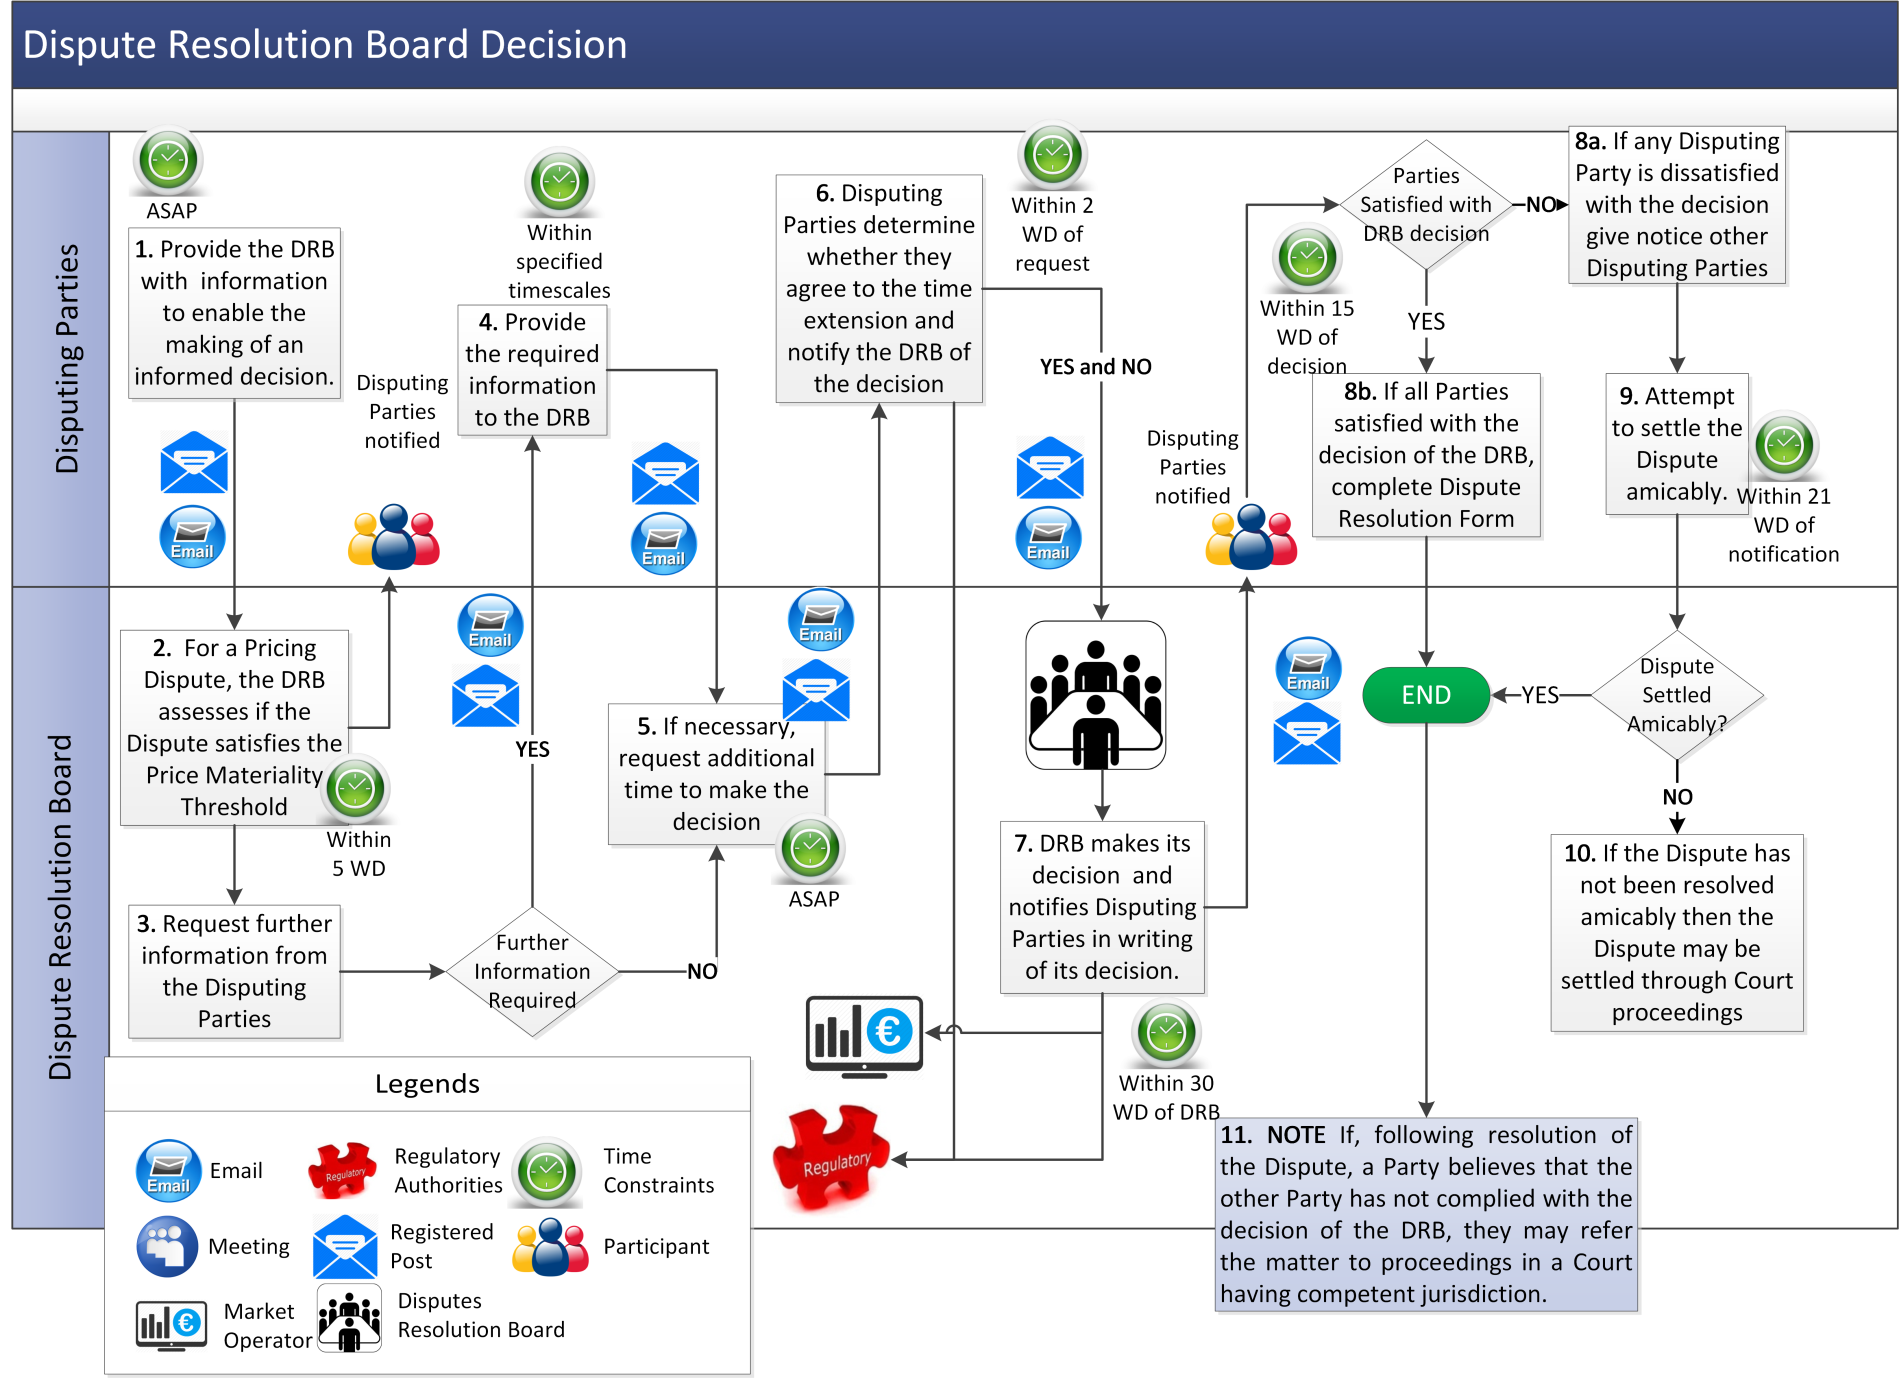 Dispute Resolution Board Decision
Disputing Parties
ASAP
1. Provide the DRB
with information
to enable the
making of an
informed decision.
Email
Disputing
Parties
notified
Within
specified
timescales
4. Provide
the required
information
to the DRB
Email
6. Disputing
Parties determine
whether they
agree to the time
extension and
notify the DRB of
the decision
Within 2
WD of
request
YES and NO
Email
Disputing
Parties
notified
Within 15
WD of
decision
Parties
Satisfied with
DRB decision
NO
YES
8a. If any Disputing
Party is dissatisfied
with the decision
give notice other
Disputing Parties
8b. If all Parties
satisfied with the
decision of the DRB,
complete Dispute
Resolution Form
9. Attempt
to settle the
Dispute
amicably.
Within 21
WD of
notification
Dispute Resolution Board
2. For a Pricing
Dispute, the DRB
assesses if the
Dispute satisfies the
Price Materiality
Threshold
Within
5 WD
3. Request further
information from
the Disputing
Parties
Email
YES
Further
Information
Required
NO
Email
5. If necessary,
request additional
time to make the
decision
ASAP
7. DRB makes its
decision and
notifies Disputing
Parties in writing
of its decision.
Within 30
WD of DRB
€
Regulatory
Email
END
YES
Dispute
Settled
Amicably?
NO
10. If the Dispute has
not been resolved
amicably then the
Dispute may be
settled through Court
proceedings
11. NOTE If, following resolution of
the Dispute, a Party believes that the
other Party has not complied with the
decision of the DRB, they may refer
the matter to proceedings in a Court
having competent jurisdiction.
Legends
Email
Email
Regulatory
Regulatory
Authorities
Time
Constraints
Meeting
Registered
Post
Participant
€
Market
Operator
Disputes
Resolution Board